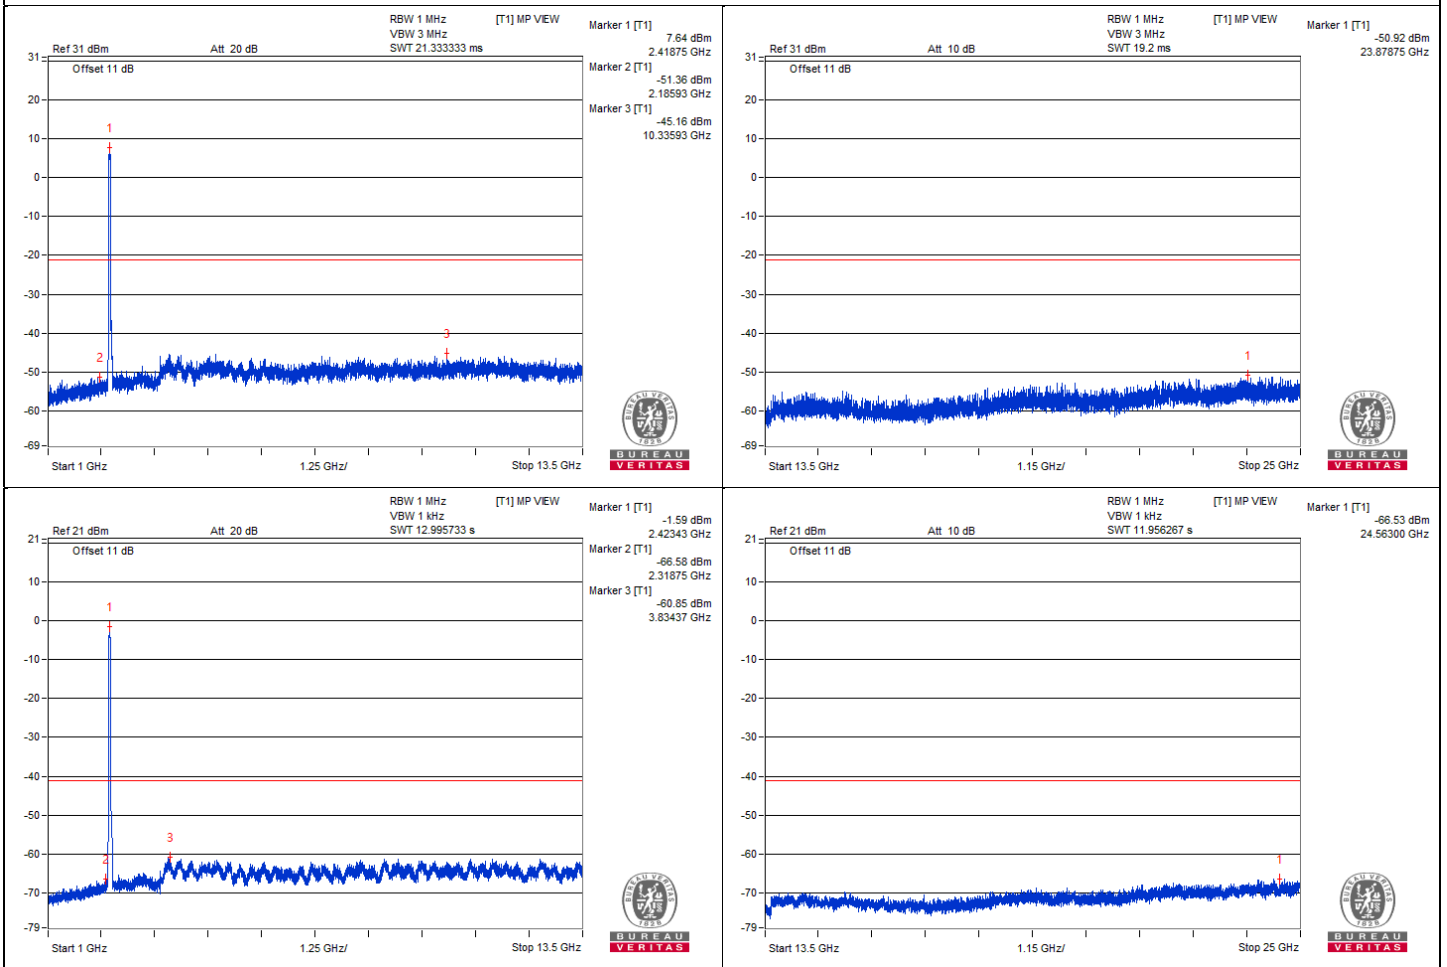 RBW 1 MHz [T1] MP VIEW
VBW 3 MHz
Ref 31 dBm Att 20 dB SWT 21.333333 ms
Offset 11 dB
Marker 1 [T1]
7.64 dBm
2.41875 GHz
Marker 2 [T1]
-51.36 dBm
2.18593 GHz
Marker 3 [T1]
-45.16 dBm
10.33593 GHz
31
20
10
0
-10
-20
-30
-40
-50
-60
-69
1
2
3
Start 1 GHz 1.25 GHz/ Stop 13.5 GHz
BUREAU VERITAS
1828
BUREAU
VERITAS
RBW 1 MHz [T1] MP VIEW
VBW 3 MHz
Ref 31 dBm Att 10 dB SWT 19.2 ms
Offset 11 dB
Marker 1 [T1]
-50.92 dBm
23.87875 GHz
31
20
10
0
-10
-20
-30
-40
-50
-60
-69
1
Start 13.5 GHz 1.15 GHz/ Stop 25 GHz
BUREAU VERITAS
1828
BUREAU
VERITAS
RBW 1 MHz [T1] MP VIEW
VBW 1 kHz
Ref 21 dBm Att 20 dB SWT 12.995733 s
Offset 11 dB
Marker 1 [T1]
-1.59 dBm
2.42343 GHz
Marker 2 [T1]
-66.58 dBm
2.31875 GHz
Marker 3 [T1]
-60.85 dBm
3.83437 GHz
21
10
0
-10
-20
-30
-40
-50
-60
-70
-79
1
2
3
Start 1 GHz 1.25 GHz/ Stop 13.5 GHz
BUREAU VERITAS
1828
BUREAU
VERITAS
RBW 1 MHz [T1] MP VIEW
VBW 1 kHz
Ref 21 dBm Att 10 dB SWT 11.956267 s
Offset 11 dB
Marker 1 [T1]
-66.53 dBm
24.56300 GHz
21
10
0
-10
-20
-30
-40
-50
-60
-70
-79
1
Start 13.5 GHz 1.15 GHz/ Stop 25 GHz
BUREAU VERITAS
1828
BUREAU
VERITAS